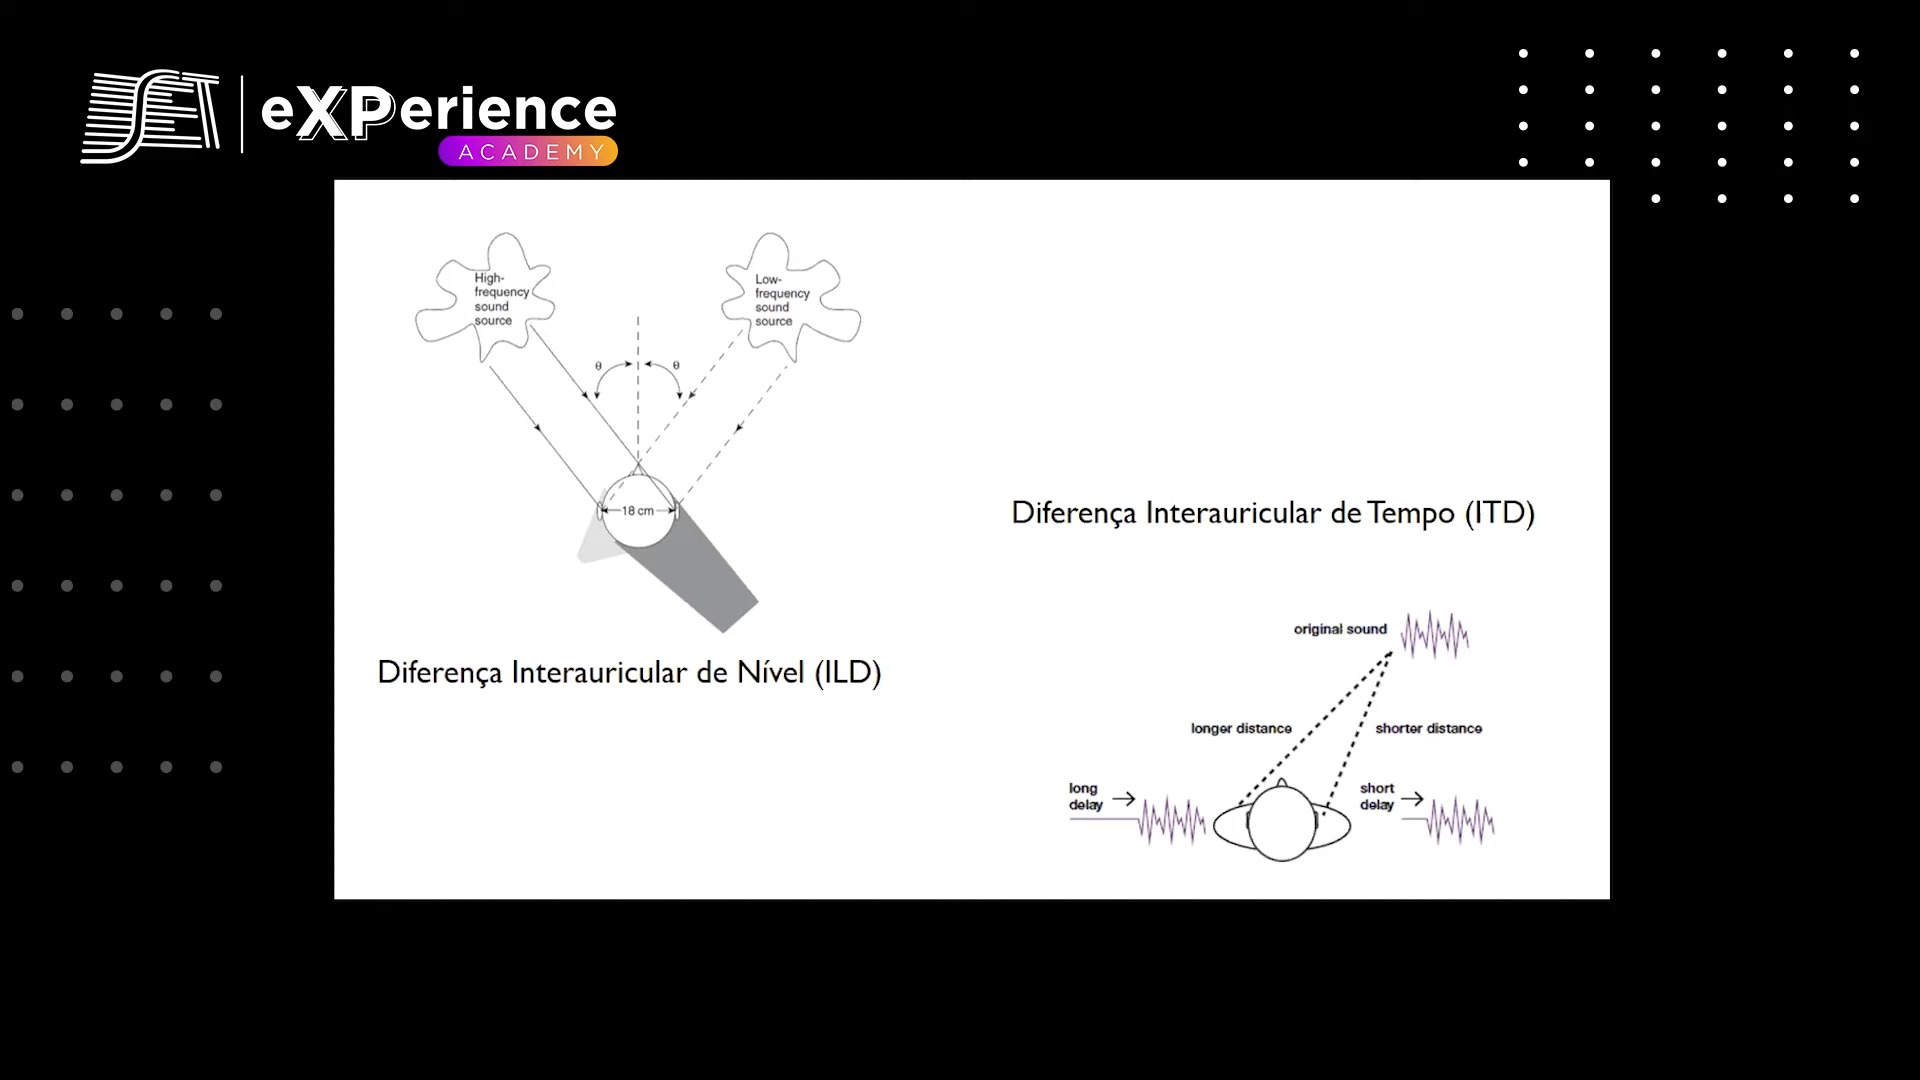 SET
eXPerience
ACADEMY
High-
frequency
sound
source
Low-
frequency
sound
source
θ
θ
18 cm
Diferença Interauricular de Nível (ILD)
Diferença Interauricular de Tempo (ITD)
original sound
longer distance
shorter distance
long
delay
short
delay